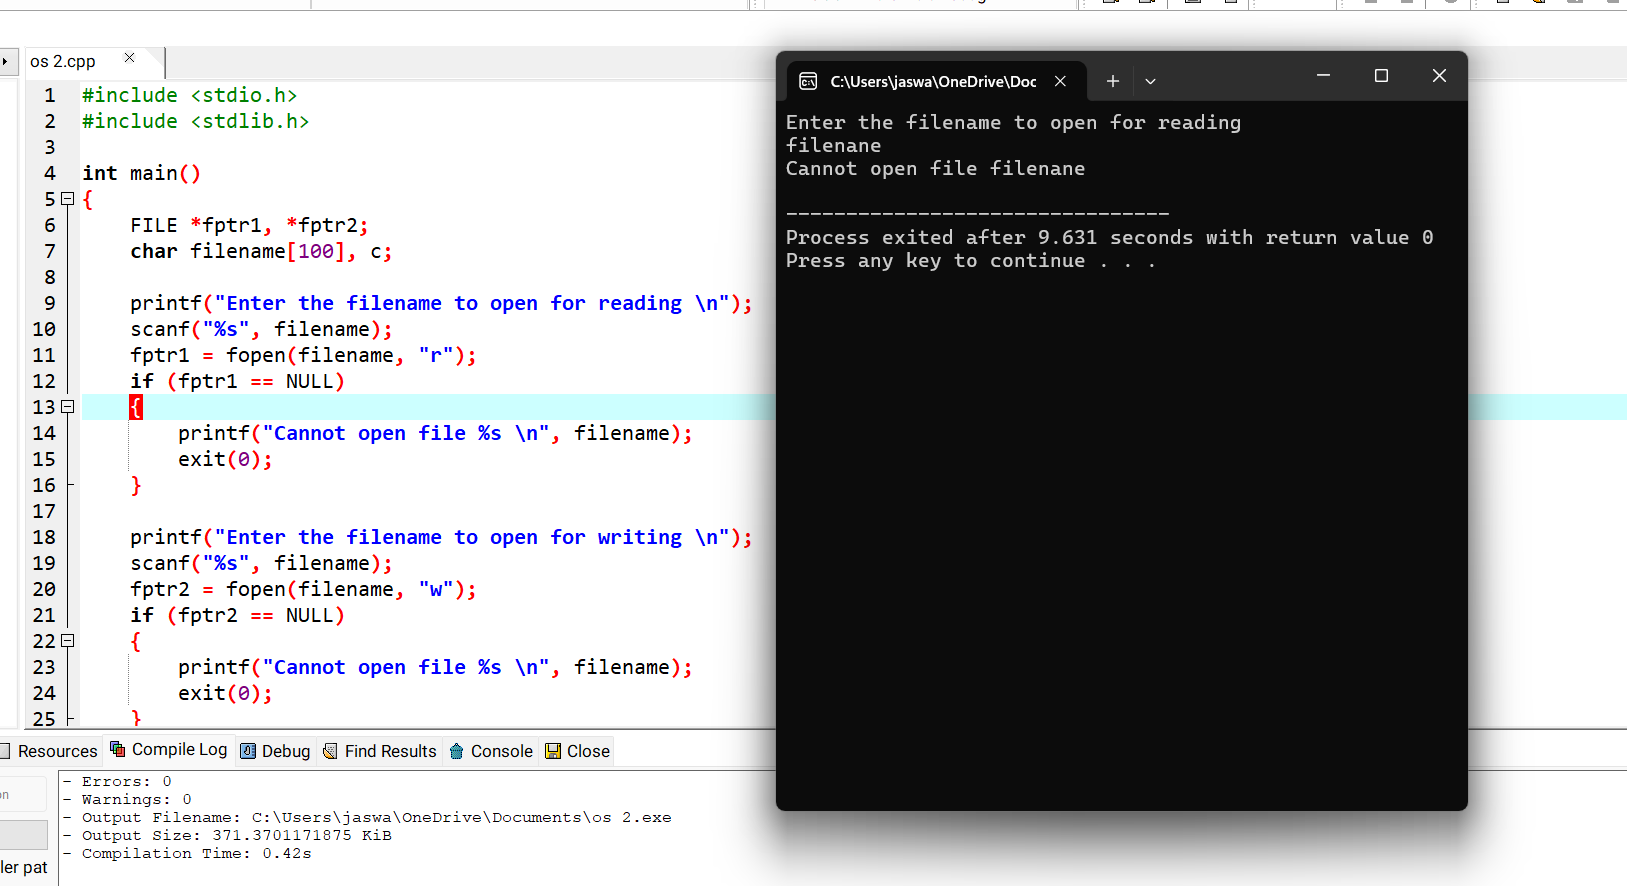 os 2.cpp
1 #include <stdio.h>
2 #include <stdlib.h>
3
4 int main()
5 {
6 FILE *fptr1, *fptr2;
7 char filename[100], c;
8
9 printf("Enter the filename to open for reading \n");
10 scanf("%s", filename);
11 fptr1 = fopen(filename, "r");
12 if (fptr1 == NULL)
13 {
14 printf("Cannot open file %s \n", filename);
15 exit(0);
16 }
17
18 printf("Enter the filename to open for writing \n");
19 scanf("%s", filename);
20 fptr2 = fopen(filename, "w");
21 if (fptr2 == NULL)
22 {
23 printf("Cannot open file %s \n", filename);
24 exit(0);
25 }
C:\Users\jaswa\OneDrive\Doc
Enter the filename to open for reading
filenane
Cannot open file filenane
--------------------------------
Process exited after 9.631 seconds with return value 0
Press any key to continue . . .
Resources Compile Log Debug Find Results Console Close
- Errors: 0
- Warnings: 0
- Output Filename: C:\Users\jaswa\OneDrive\Documents\os 2.exe
- Output Size: 371.3701171875 KiB
- Compilation Time: 0.42s
on
ler pat